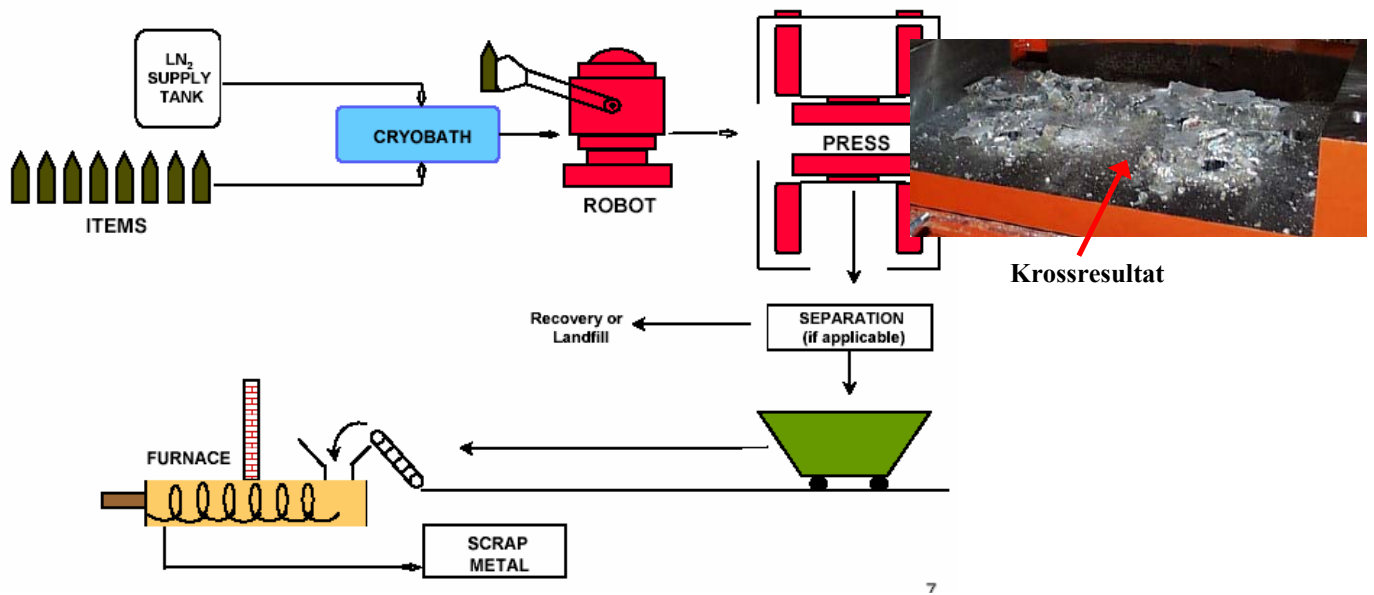 LN₂
SUPPLY
TANK
CRYOBATH
ITEMS
ROBOT
PRESS
Krossresultat
Recovery or
Landfill
SEPARATION
(if applicable)
FURNACE
SCRAP
METAL
7